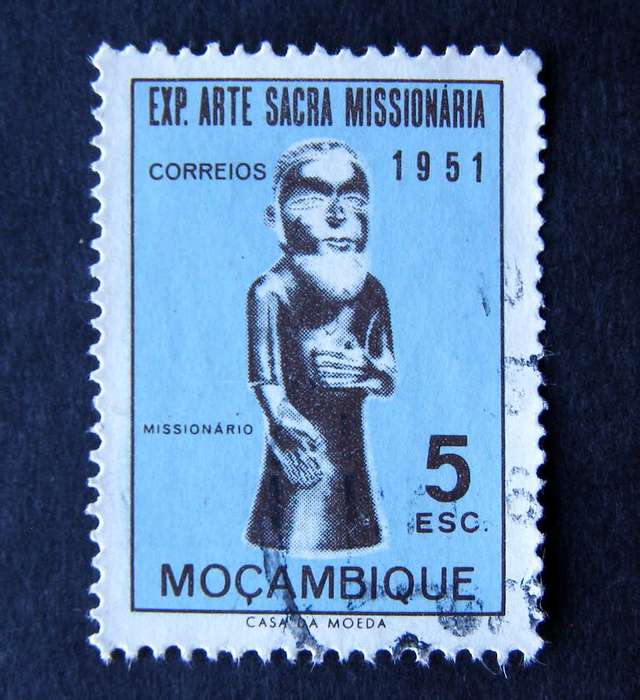 EXP. ARTE SACRA MISSIONÁRIA
CORREIOS 1951
MISSIONÁRIO
5
ESC.
MOÇAMBIQUE
CASA DA MOEDA